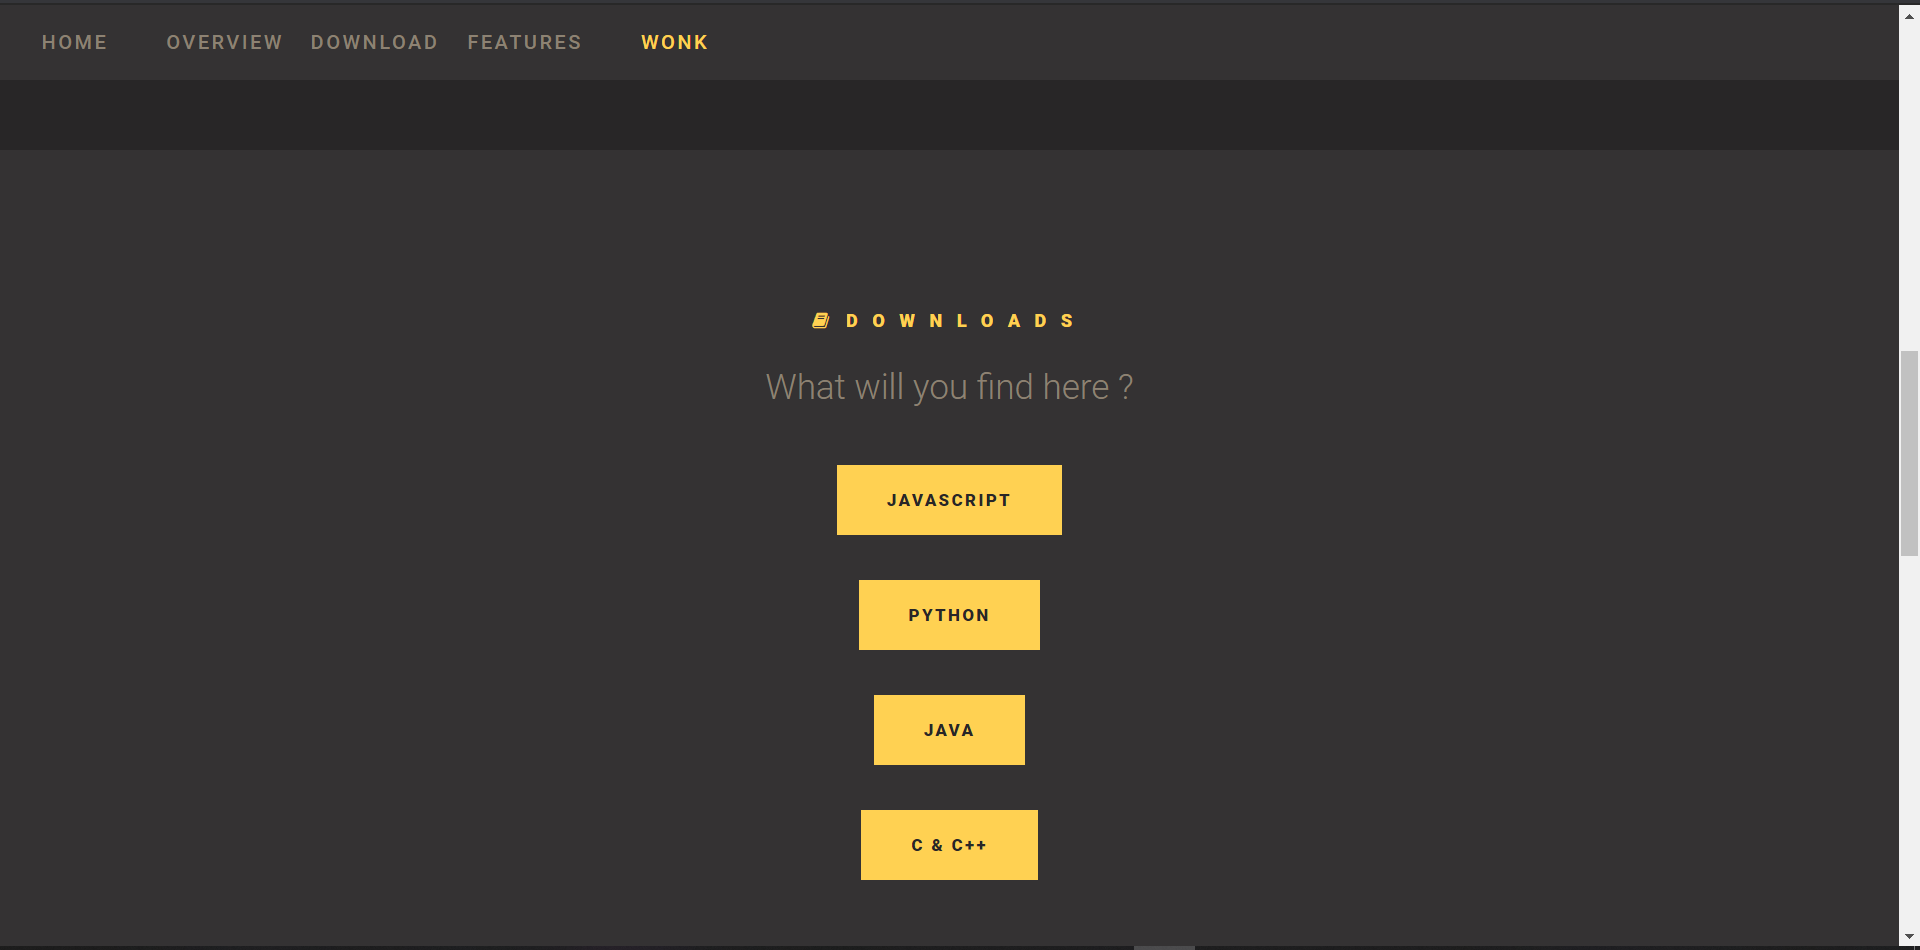 HOME OVERVIEW DOWNLOAD FEATURES WONK
DOWNLOADS
What will you find here ?
JAVASCRIPT
PYTHON
JAVA
C & C++